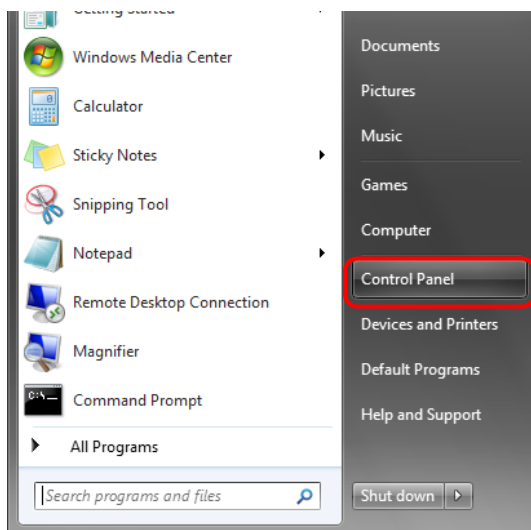 Getting Started
Windows Media Center
Calculator
Sticky Notes
Snipping Tool
Notepad
Remote Desktop Connection
Magnifier
C:\
Command Prompt
All Programs
Search programs and files
Documents
Pictures
Music
Games
Computer
Control Panel
Devices and Printers
Default Programs
Help and Support
Shut down